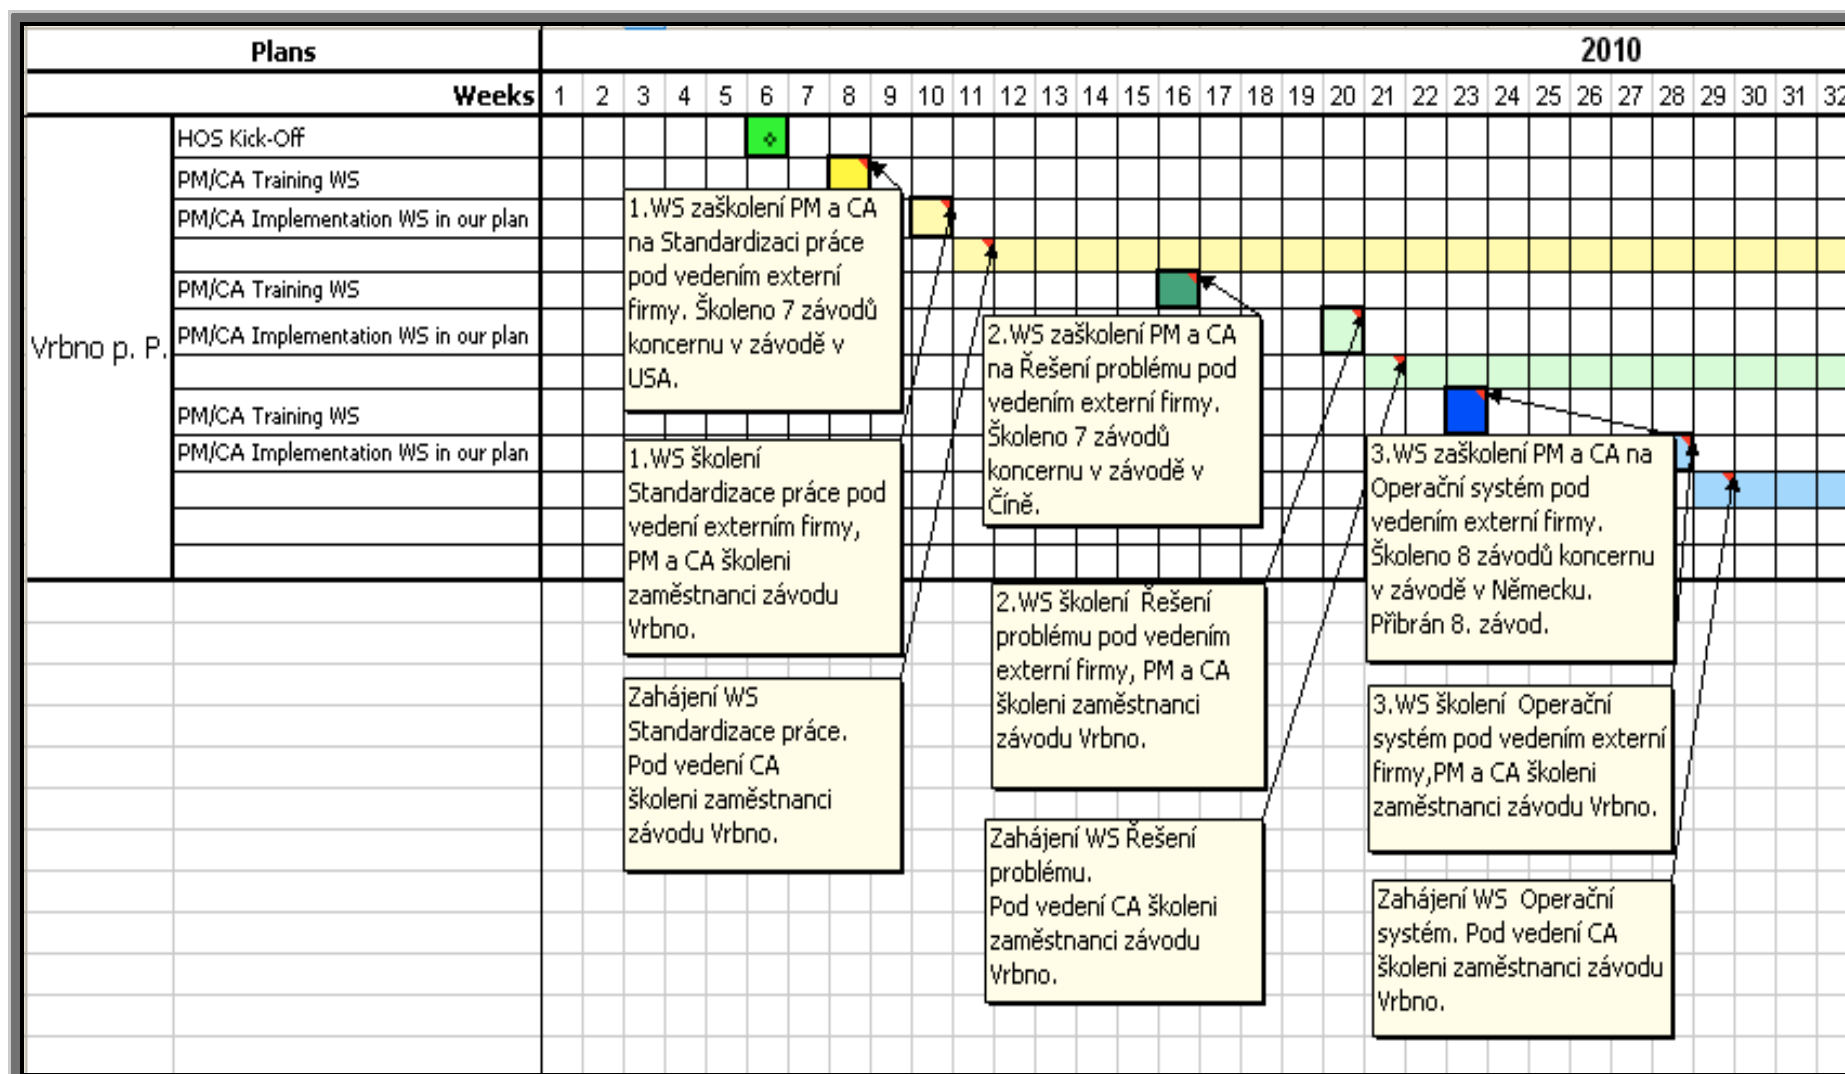 Plans
2010
Weeks 1 2 3 4 5 6 7 8 9 10 11 12 13 14 15 16 17 18 19 20 21 22 23 24 25 26 27 28 29 30 31 32
Vrbno p. P.
HOS Kick-Off
PM/CA Training WS
PM/CA Implementation WS in our plan
PM/CA Training WS
PM/CA Implementation WS in our plan
PM/CA Training WS
PM/CA Implementation WS in our plan
1.WS zaškolení PM a CA
na Standardizaci práce
pod vedením externí
firmy. Školeno 7 závodů
koncernu v závodě v
USA.
1.WS školení
Standardizace práce pod
vedení externím firmy,
PM a CA školeni
zaměstnanci závodu
Vrbno.
Zahájení WS
Standardizace práce.
Pod vedení CA
školeni zaměstnanci
závodu Vrbno.
2.WS zaškolení PM a CA
na Řešení problému pod
vedením externí firmy.
Školeno 7 závodů
koncernu v závodě v
Číně.
2.WS školení Řešení
problému pod vedením
externí firmy, PM a CA
školeni zaměstnanci
závodu Vrbno.
Zahájení WS Řešení
problému.
Pod vedení CA školeni
zaměstnanci závodu
Vrbno.
3.WS zaškolení PM a CA na
Operační systém pod
vedením externí firmy.
Školeno 8 závodů koncernu
v závodě v Německu.
Přibrán 8. závod.
3.WS školení Operační
systém pod vedením externí
firmy,PM a CA školeni
zaměstnanci závodu Vrbno.
Zahájení WS Operační
systém. Pod vedení CA
školeni zaměstnanci závodu
Vrbno.